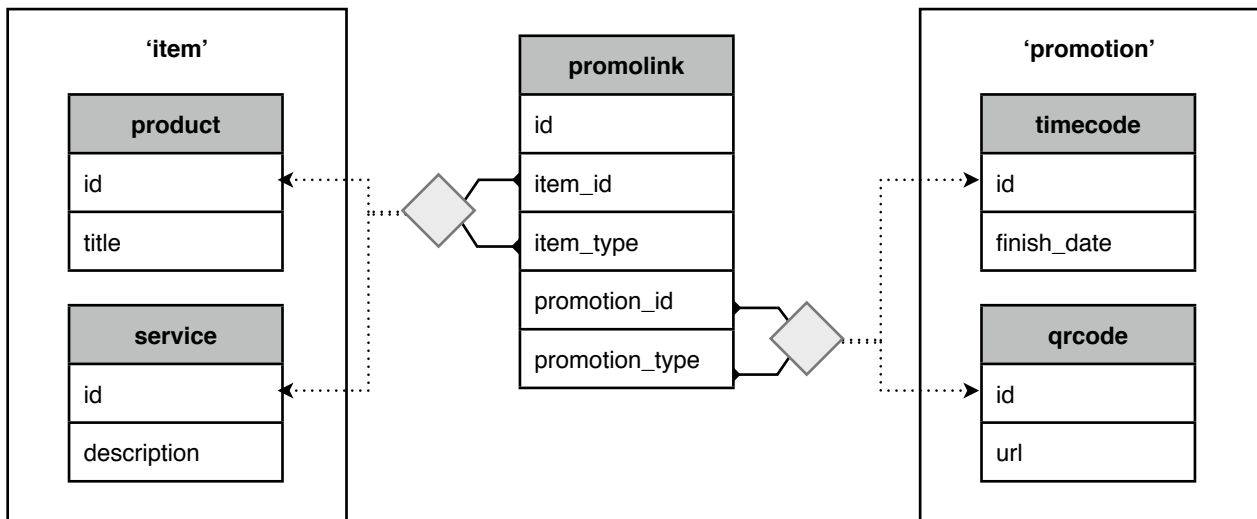 ‘item’
product
id
title
service
id
description
promolink
id
item_id
item_type
promotion_id
promotion_type
‘promotion’
timecode
id
finish_date
qrcode
id
url